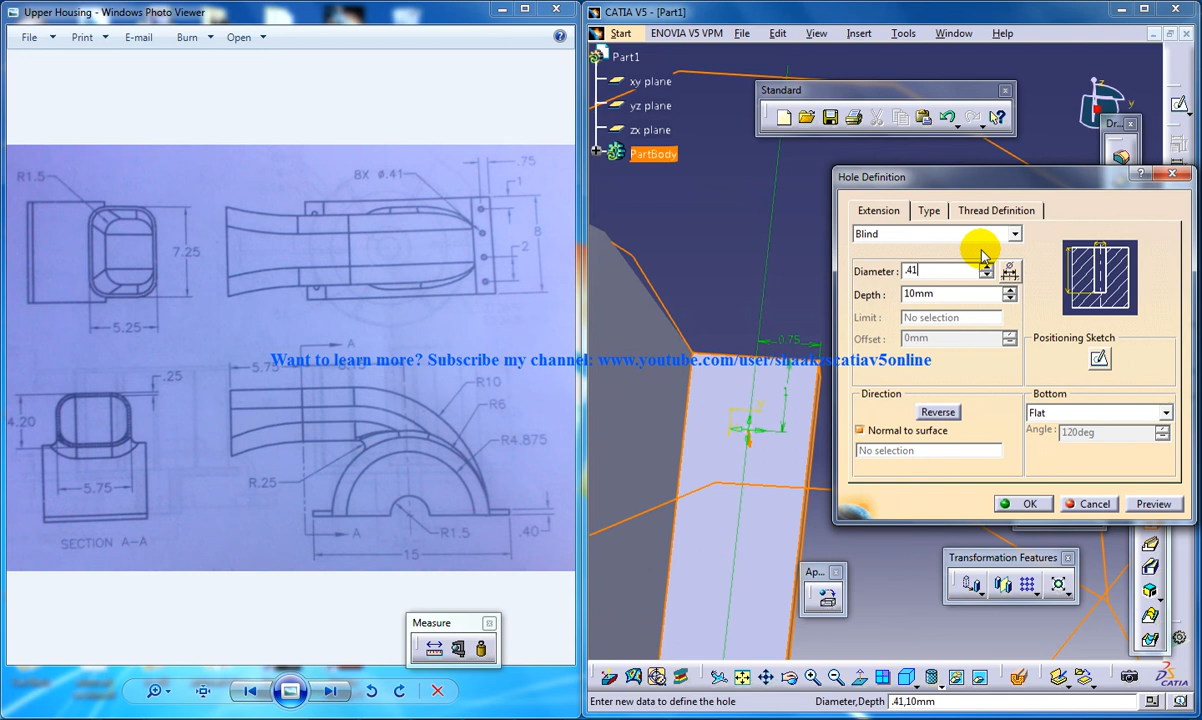 Upper Housing - Windows Photo Viewer
File Print E-mail Burn Open
R1.5
8X ø.41
.75
1
8
2
7.25
5.25
A
5.75
.25
4.20
R10
R6
R4.875
R.25
5.75
A
R1.5
.40
15
SECTION A-A
Measure
CATIA V5 - [Part1]
Start ENOVIA V5 VPM File Edit View Insert Tools Window Help
Part1
xy plane
yz plane
zx plane
PartBody
Standard
z
y
Dr...
Hole Definition
Extension Type Thread Definition
Blind
Diameter : .41
Depth : 10mm
Limit : No selection
Offset : 0mm
Positioning Sketch
Direction
Reverse
Normal to surface
No selection
Bottom
Flat
Angle : 120deg
OK Cancel Preview
0.75
1
Want to learn more? Subscribe my channel: www.youtube.com/user/shaakzscatiav5online
Ap...
Transformation Features
CATIA
Enter new data to define the hole
Diameter,Depth .41,10mm